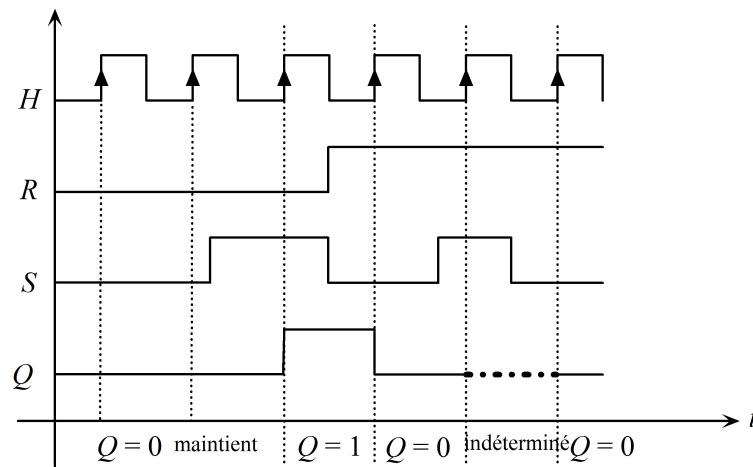 H
R
S
Q
t
Q = 0 maintient Q = 1 Q = 0 indéterminé Q = 0